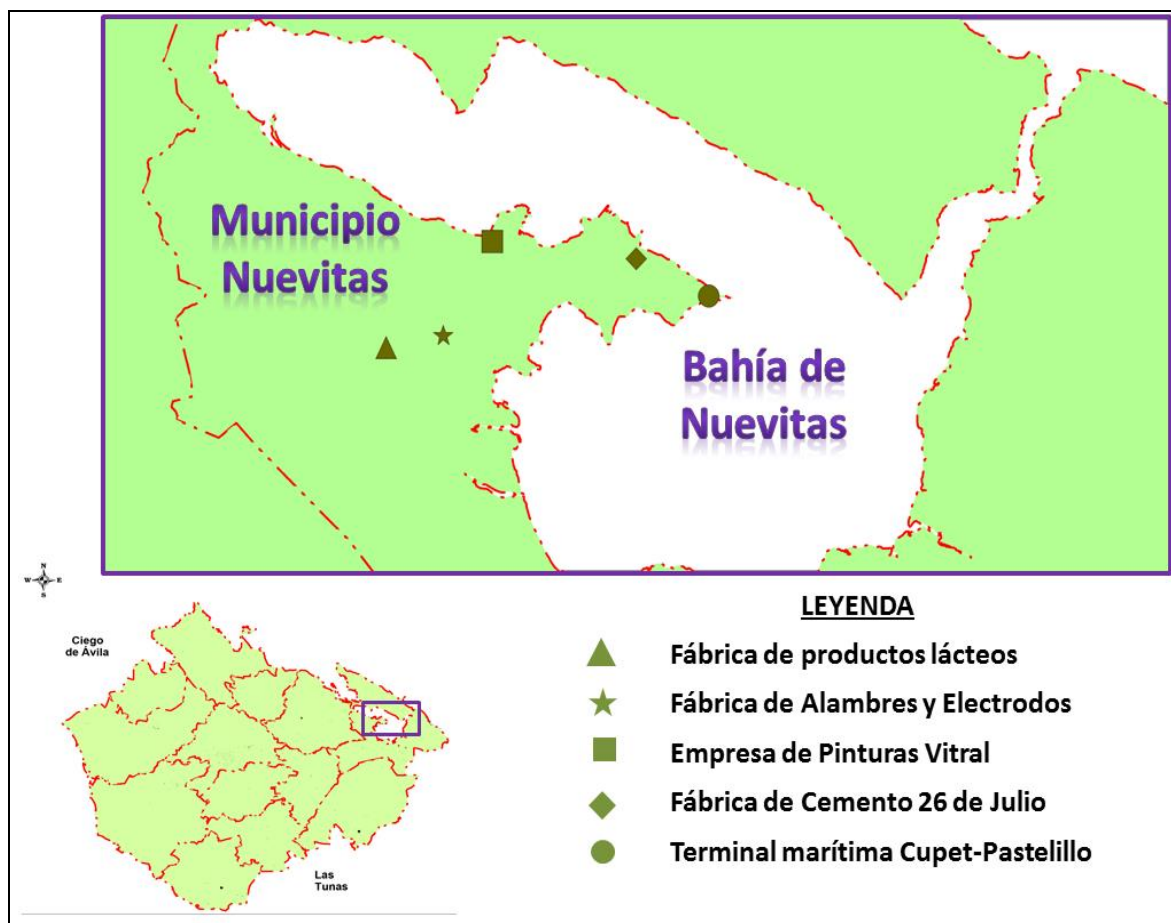 Municipio
Nuevitas
Bahía de
Nuevitas
N
W E
S
Ciego
de Ávila
Las
Tunas
LEYENDA
Fábrica de productos lácteos
Fábrica de Alambres y Electrodos
Empresa de Pinturas Vitral
Fábrica de Cemento 26 de Julio
Terminal marítima Cupet-Pastelillo